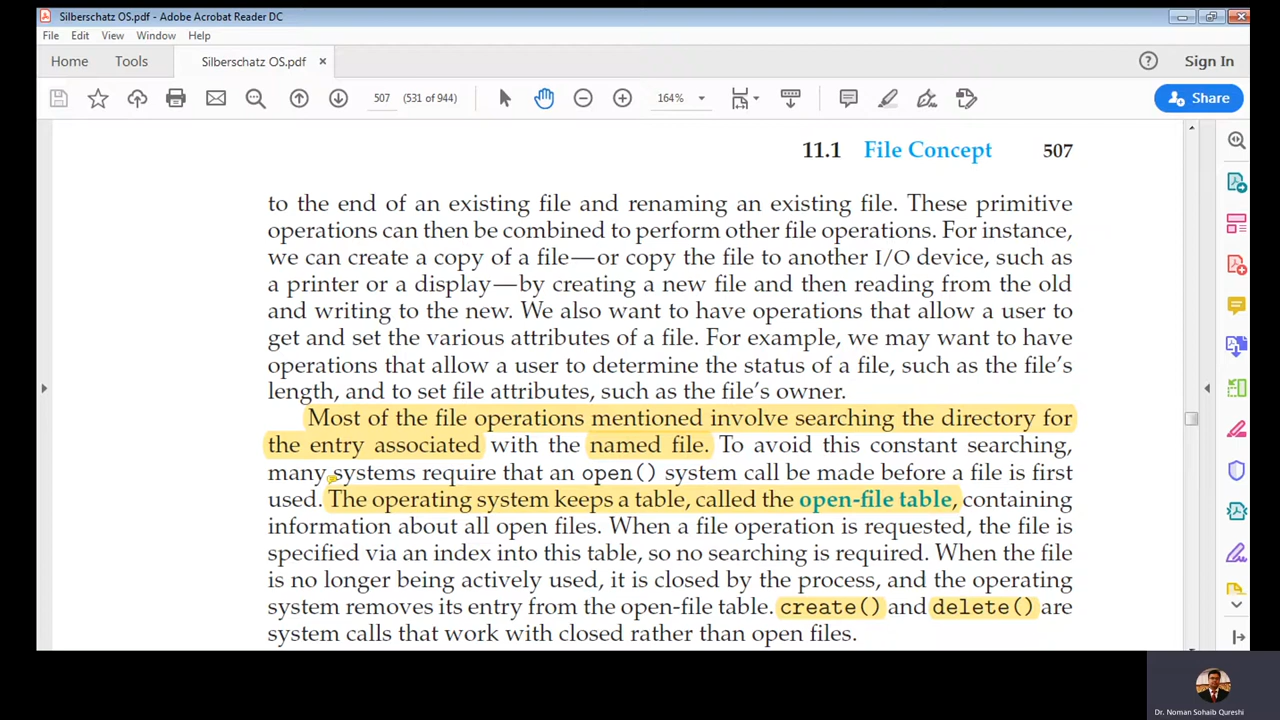 Silberschatz OS.pdf - Adobe Acrobat Reader DC
File Edit View Window Help
Home Tools Silberschatz OS.pdf × Sign In
507 (531 of 944) 164% Share
11.1 File Concept 507
to the end of an existing file and renaming an existing file. These primitive
operations can then be combined to perform other file operations. For instance,
we can create a copy of a file—or copy the file to another I/O device, such as
a printer or a display—by creating a new file and then reading from the old
and writing to the new. We also want to have operations that allow a user to
get and set the various attributes of a file. For example, we may want to have
operations that allow a user to determine the status of a file, such as the file's
length, and to set file attributes, such as the file's owner.
Most of the file operations mentioned involve searching the directory for
the entry associated with the named file. To avoid this constant searching,
many systems require that an open() system call be made before a file is first
used. The operating system keeps a table, called the open-file table, containing
information about all open files. When a file operation is requested, the file is
specified via an index into this table, so no searching is required. When the file
is no longer being actively used, it is closed by the process, and the operating
system removes its entry from the open-file table. create() and delete() are
system calls that work with closed rather than open files.
Dr. Noman Sohaib Qureshi